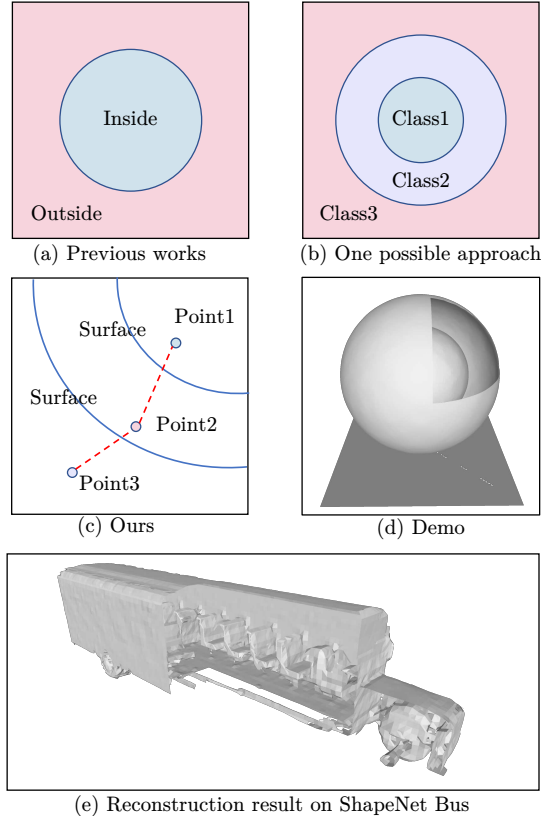 Inside
Outside
(a) Previous works
Class1
Class2
Class3
(b) One possible approach
Surface
Point1
Surface
Point2
Point3
(c) Ours
(d) Demo
(e) Reconstruction result on ShapeNet Bus